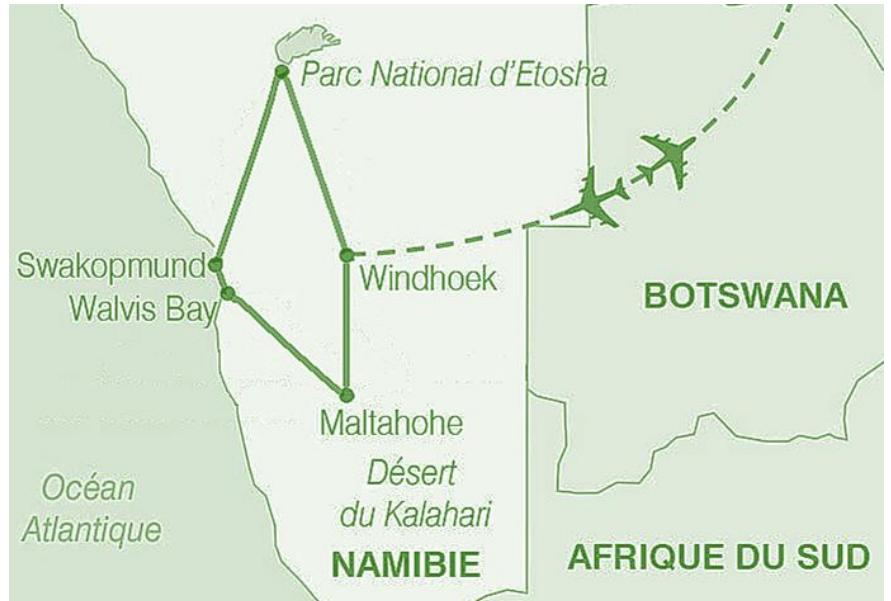 Parc National d'Etosha
Swakopmund
Walvis Bay
Windhoek
BOTSWANA
Maltahohe
Désert
du Kalahari
Océan
Atlantique
NAMIBIE
AFRIQUE DU SUD